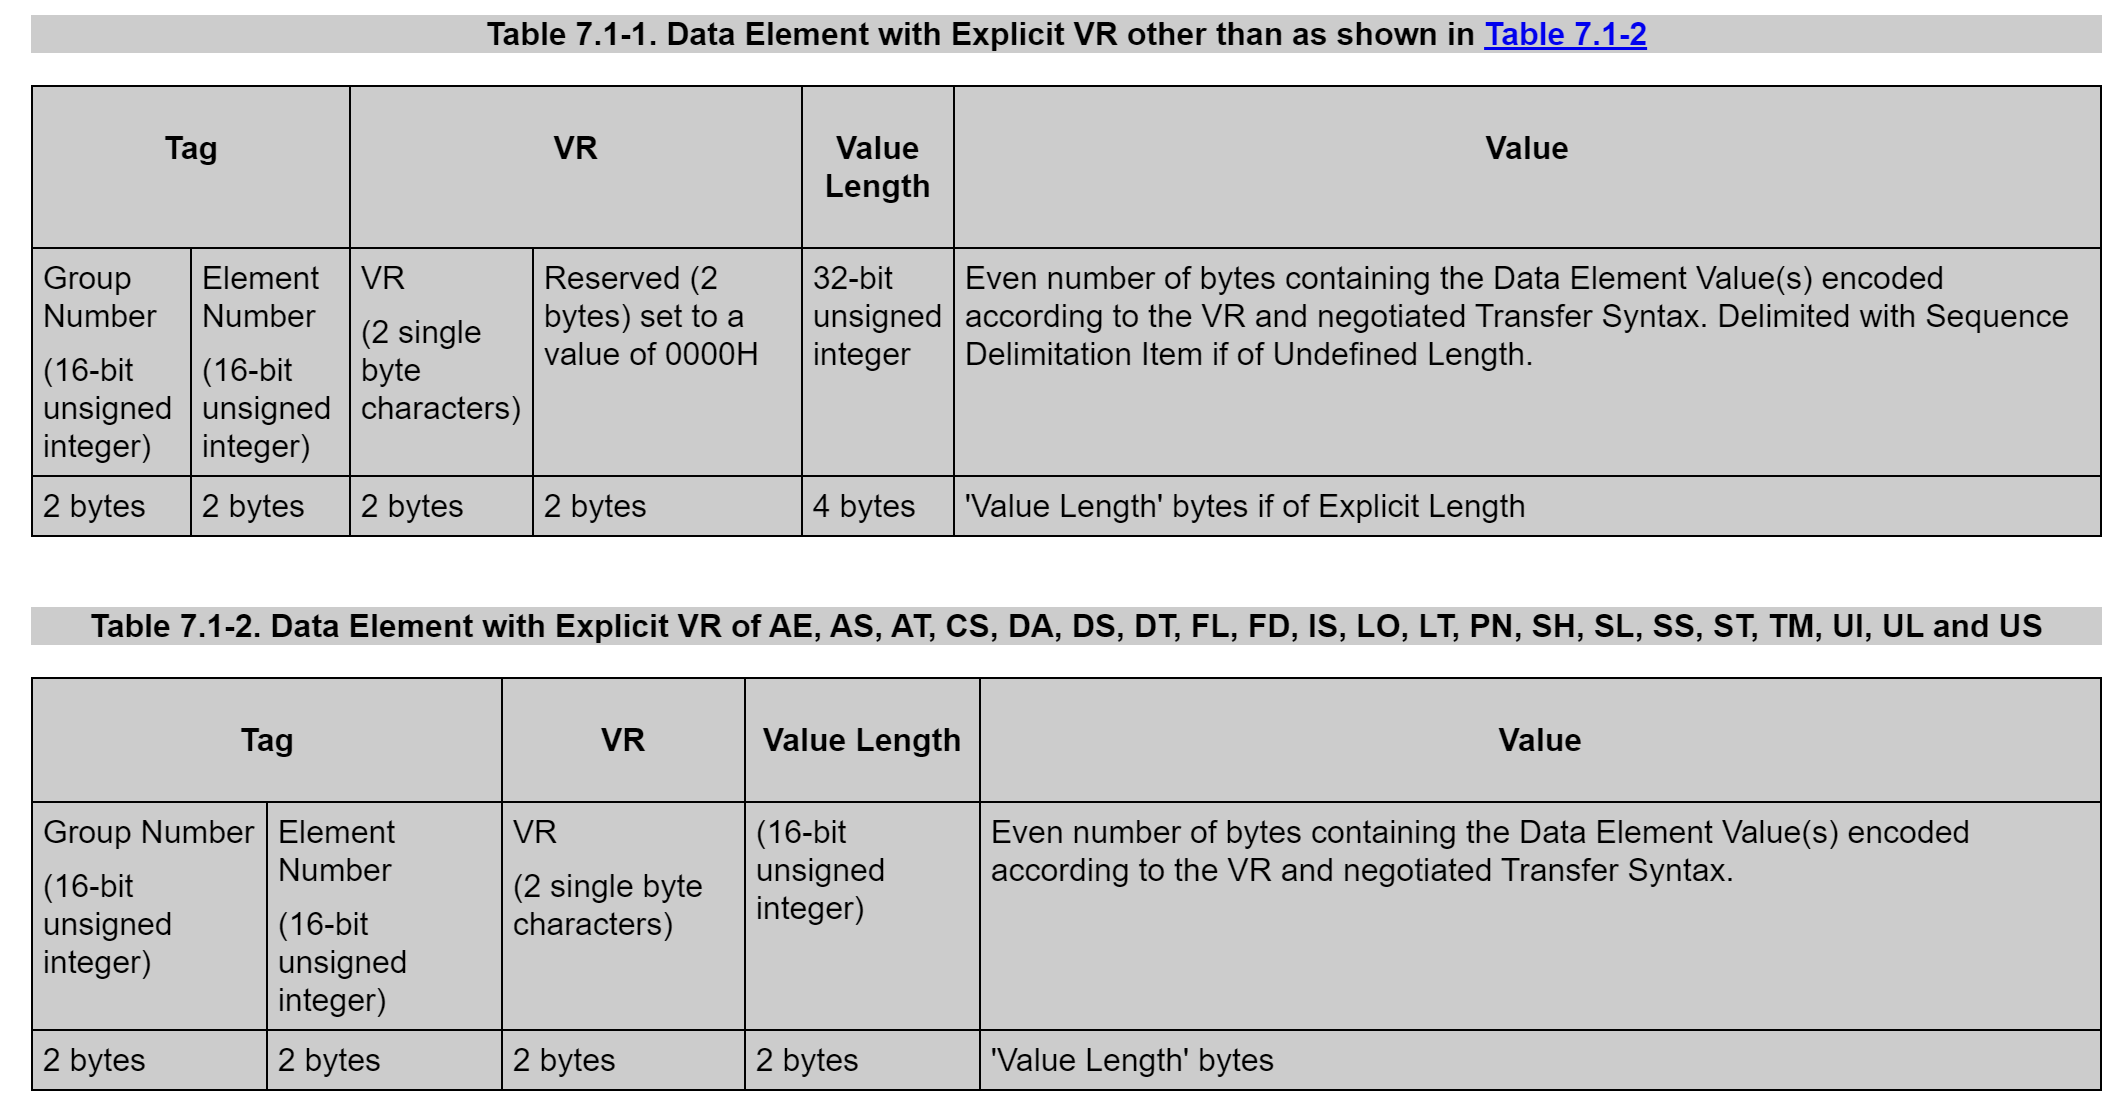 Table 7.1-1. Data Element with Explicit VR other than as shown in Table 7.1-2
Tag
VR
Value
Length
Value
Group
Number
(16-bit
unsigned
integer)
Element
Number
(16-bit
unsigned
integer)
VR
(2 single
byte
characters)
Reserved (2
bytes) set to a
value of 0000H
32-bit
unsigned
integer
Even number of bytes containing the Data Element Value(s) encoded
according to the VR and negotiated Transfer Syntax. Delimited with Sequence
Delimitation Item if of Undefined Length.
2 bytes
2 bytes
2 bytes
2 bytes
4 bytes
'Value Length' bytes if of Explicit Length
Table 7.1-2. Data Element with Explicit VR of AE, AS, AT, CS, DA, DS, DT, FL, FD, IS, LO, LT, PN, SH, SL, SS, ST, TM, UI, UL and US
Tag
VR
Value Length
Value
Group Number
(16-bit
unsigned
integer)
Element
Number
(16-bit
unsigned
integer)
VR
(2 single byte
characters)
(16-bit
unsigned
integer)
Even number of bytes containing the Data Element Value(s) encoded
according to the VR and negotiated Transfer Syntax.
2 bytes
2 bytes
2 bytes
2 bytes
'Value Length' bytes